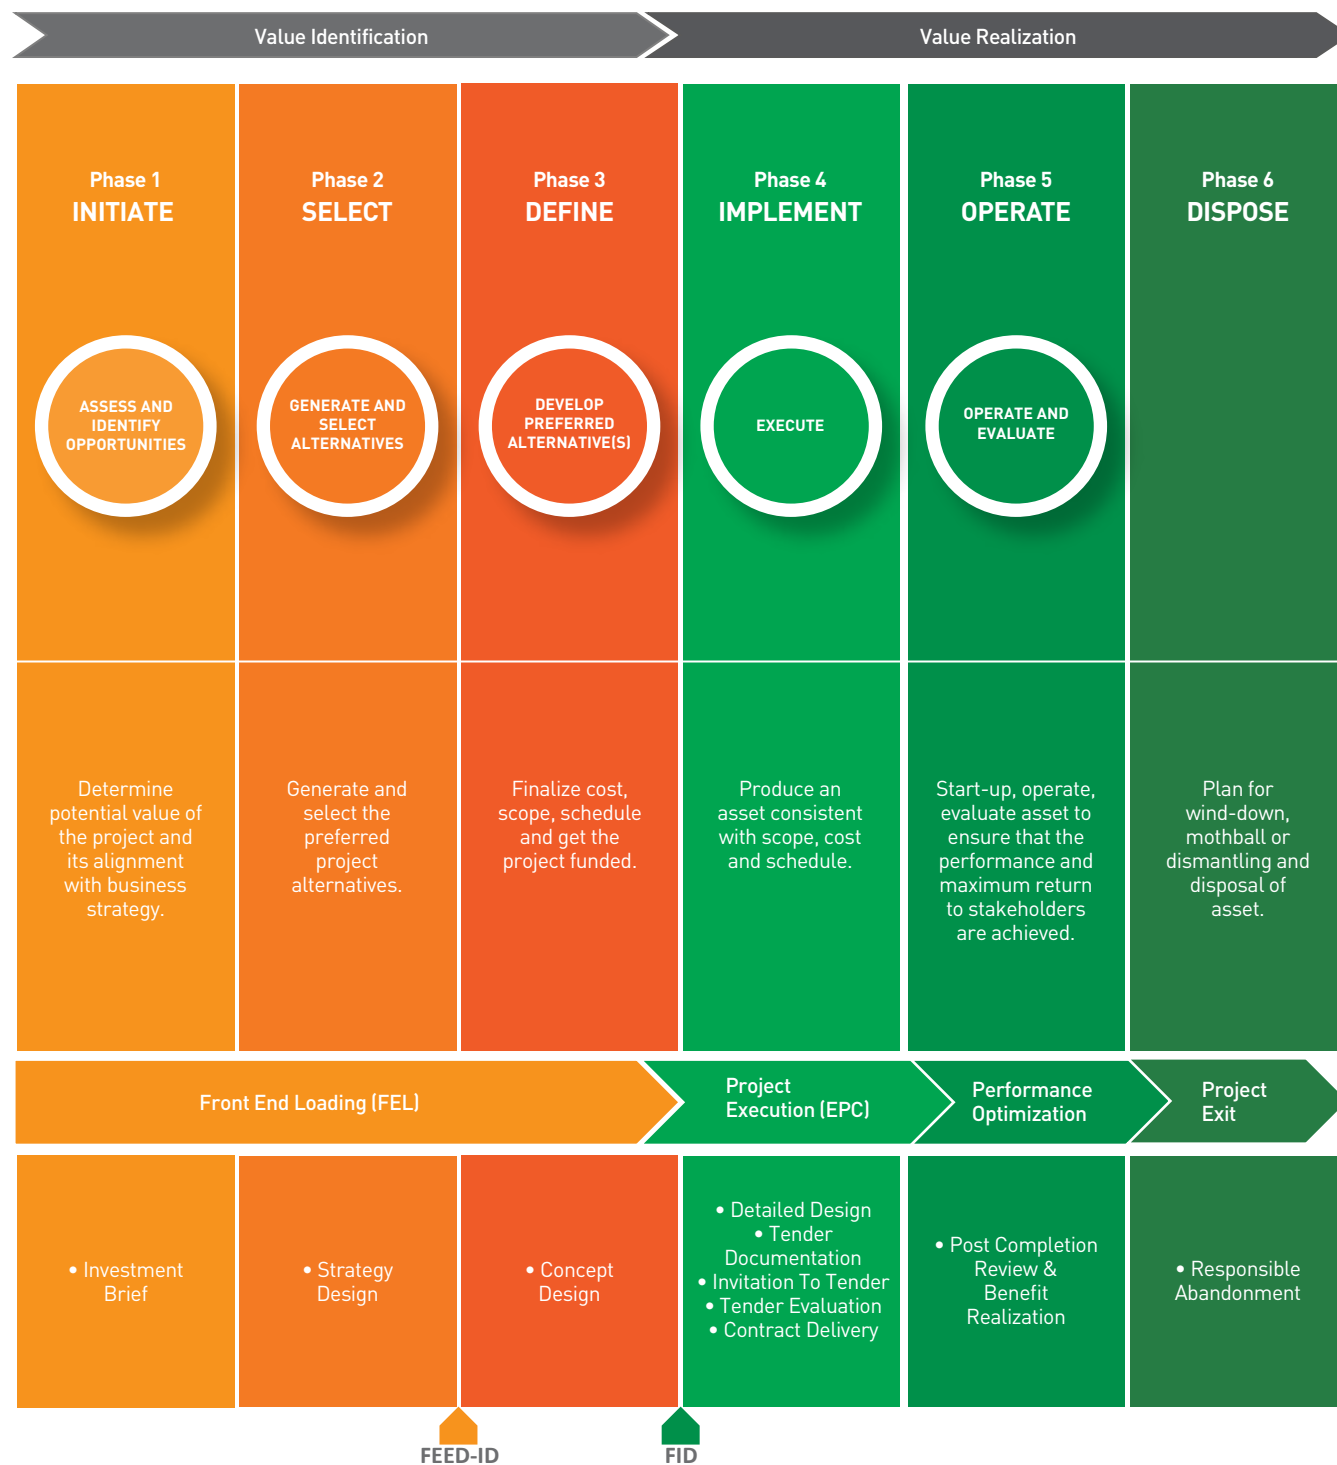 Value Identification
Value Realization
Phase 1
INITIATE
Phase 2
SELECT
Phase 3
DEFINE
Phase 4
IMPLEMENT
Phase 5
OPERATE
Phase 6
DISPOSE
ASSESS AND
IDENTIFY
OPPORTUNITIES
GENERATE AND
SELECT
ALTERNATIVES
DEVELOP
PREFERRED
ALTERNATIVE(S)
EXECUTE
OPERATE AND
EVALUATE
Determine
potential value of
the project and
its alignment
with business
strategy.
Generate and
select the
preferred
project
alternatives.
Finalize cost,
scope, schedule
and get the
project funded.
Produce an
asset consistent
with scope, cost
and schedule.
Start-up, operate,
evaluate asset to
ensure that the
performance and
maximum return
to stakeholders
are achieved.
Plan for
wind-down,
mothball or
dismantling and
disposal of
asset.
Front End Loading (FEL)
Project
Execution (EPC)
Performance
Optimization
Project
Exit
• Investment
Brief
• Strategy
Design
• Concept
Design
• Detailed Design
• Tender
Documentation
• Invitation To Tender
• Tender Evaluation
• Contract Delivery
• Post Completion
Review &
Benefit
Realization
• Responsible
Abandonment
FEED-ID
FID